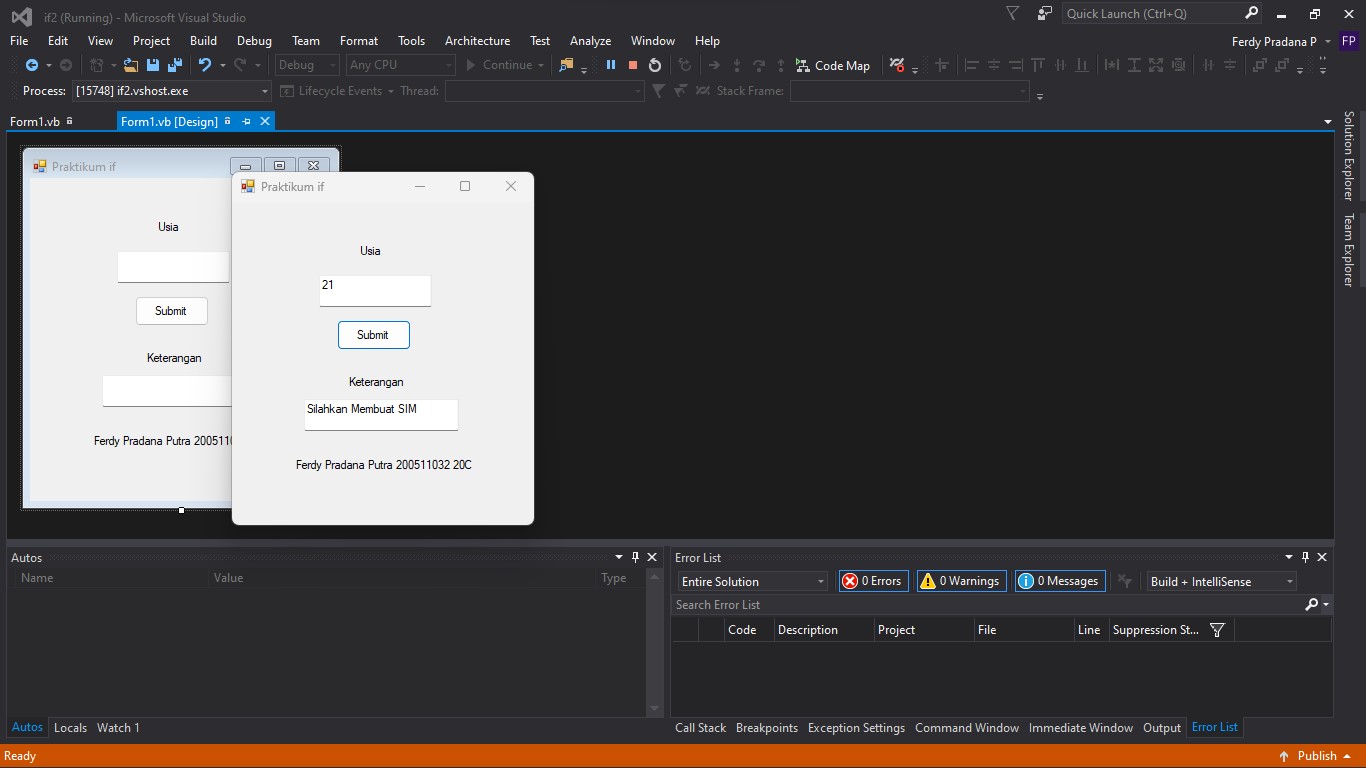 if2 (Running) - Microsoft Visual Studio
Quick Launch (Ctrl+Q)
File Edit View Project Build Debug Team Format Tools Architecture Test Analyze Window Help
Ferdy Pradana P FP
Debug Any CPU Continue Code Map
Process: [15748] if2.vshost.exe Lifecycle Events Thread: Stack Frame:
Form1.vb Form1.vb [Design]
Solution Explorer
Team Explorer
Praktikum if
Usia
Submit
Keterangan
Ferdy Pradana Putra 20051103
Praktikum if
Usia
21
Submit
Keterangan
Silahkan Membuat SIM
Ferdy Pradana Putra 200511032 20C
Autos
Name Value Type
Autos Locals Watch 1
Error List
Entire Solution 0 Errors 0 Warnings 0 Messages Build + IntelliSense
Search Error List
Code Description Project File Line Suppression St...
Call Stack Breakpoints Exception Settings Command Window Immediate Window Output Error List
Ready Publish